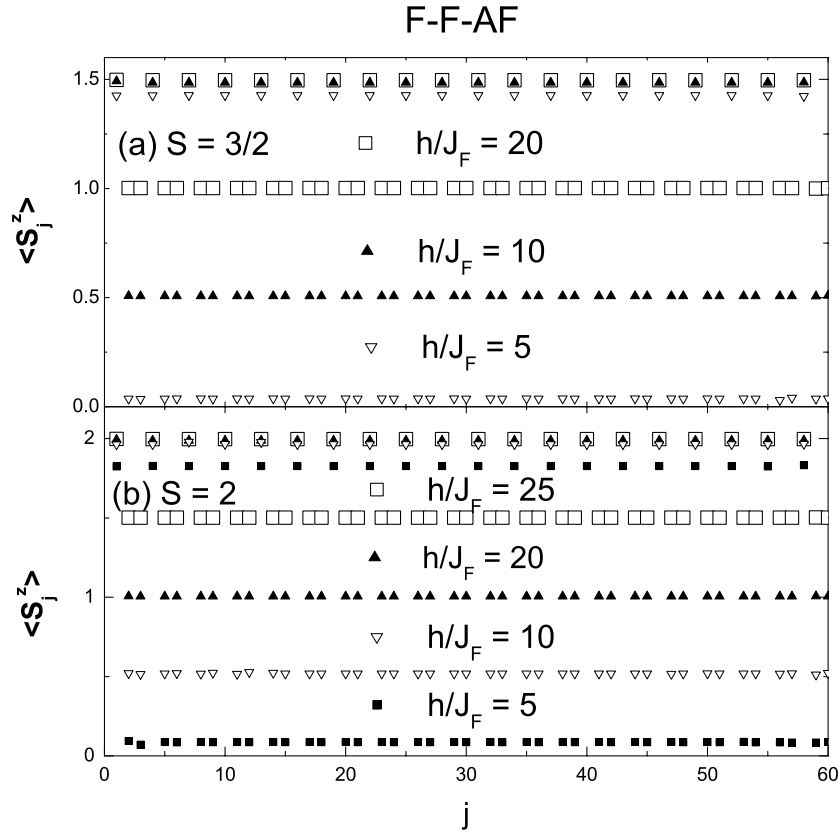 F-F-AF
1.5
(a) S = 3/2
h/J_F = 20
1.0
<S_j^z>
h/J_F = 10
0.5
h/J_F = 5
0.0
2
(b) S = 2
h/J_F = 25
h/J_F = 20
<S_j^z>
1
h/J_F = 10
h/J_F = 5
0
0 10 20 30 40 50 60
j